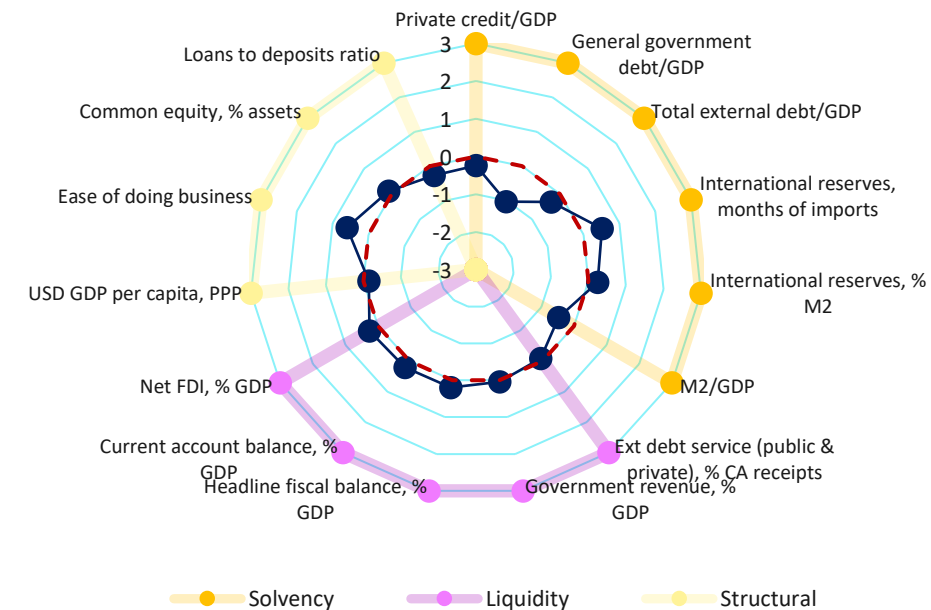 Private credit/GDP
3
General government
debt/GDP
Loans to deposits ratio
2
Common equity, % assets
Total external debt/GDP
1
0
Ease of doing business
International reserves,
months of imports
-1
-2
-3
USD GDP per capita, PPP
International reserves, %
M2
Net FDI, % GDP
M2/GDP
Current account balance, %
GDP
Ext debt service (public &
private), % CA receipts
Headline fiscal balance, %
GDP
Government revenue, %
GDP
Solvency
Liquidity
Structural